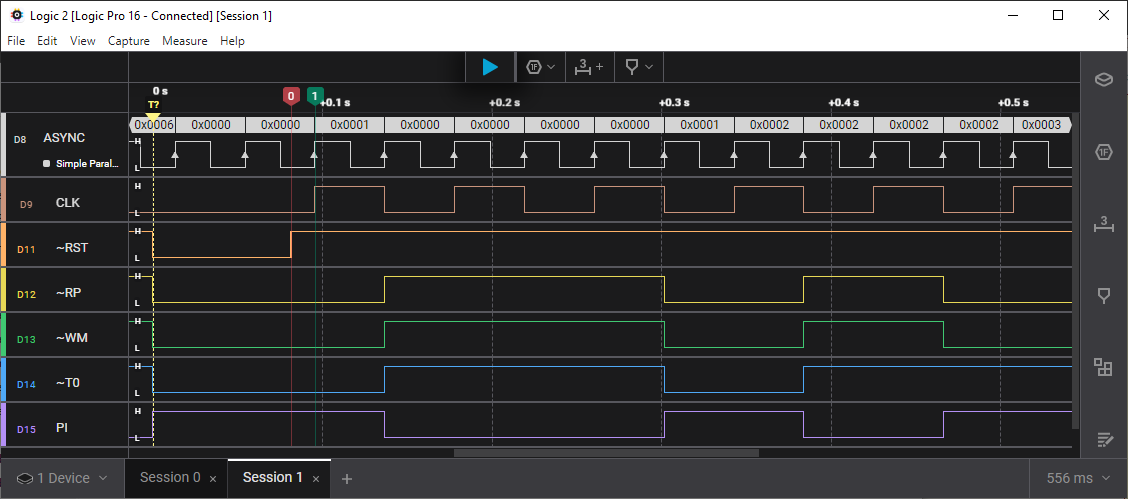 Logic 2 [Logic Pro 16 - Connected] [Session 1]
File Edit View Capture Measure Help
1F 3 +
0 s 0 1 +0.1 s +0.2 s +0.3 s +0.4 s +0.5 s
T?
0x0006 0x0000 0x0000 0x0001 0x0000 0x0000 0x0000 0x0000 0x0001 0x0002 0x0002 0x0002 0x0002 0x0003
D8 ASYNC H
Simple Paral... L
H
D9 CLK
L
H
D11 ~RST
L
H
D12 ~RP
L
H
D13 ~WM
L
H
D14 ~T0
L
H
D15 PI
L
1F
3
1 Device Session 0 × Session 1 × + 556 ms